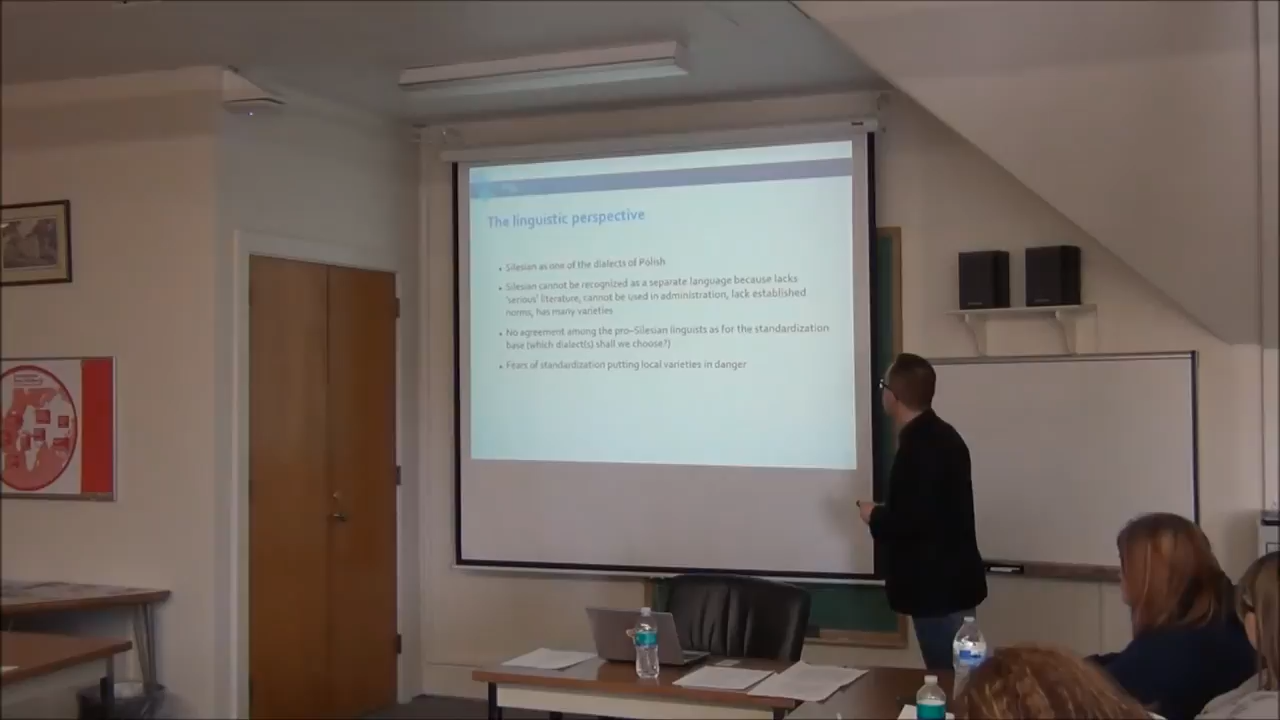 The linguistic perspective
• Silesian as one of the dialects of Polish
• Silesian cannot be recognized as a separate language because lacks
'serious' literature, cannot be used in administration, lack established
norms, has many varieties
• No agreement among the pro–Silesian linguists as for the standardization
base (which dialect(s) shall we choose?)
• Fears of standardization putting local varieties in danger